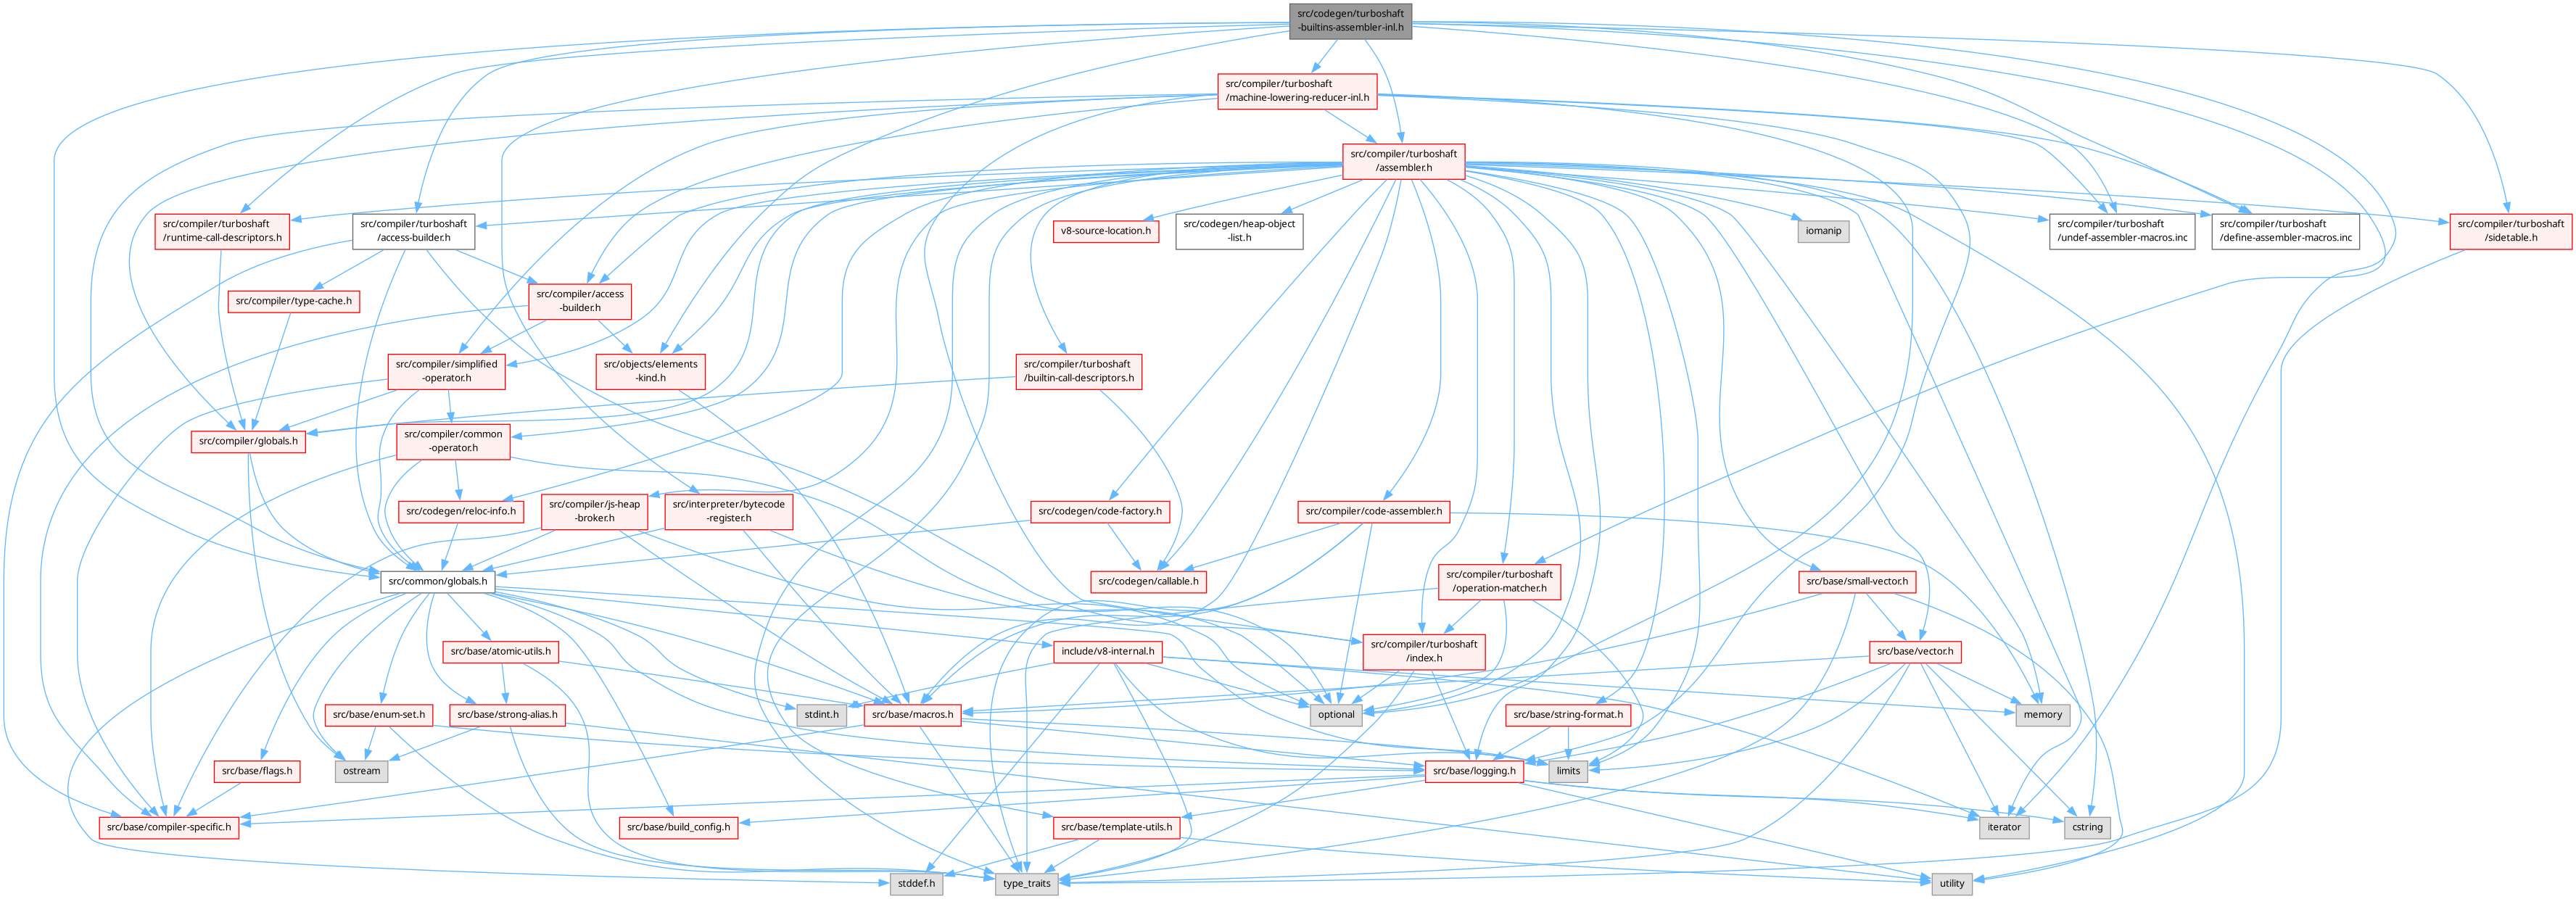 src/codegen/turboshaft
-builtins-assembler-inl.h
src/compiler/turboshaft
/machine-lowering-reducer-inl.h
src/compiler/turboshaft
/assembler.h
src/compiler/turboshaft
/runtime-call-descriptors.h
src/compiler/turboshaft
/access-builder.h
v8-source-location.h
src/codegen/heap-object
-list.h
iomanip
src/compiler/turboshaft
/undef-assembler-macros.inc
src/compiler/turboshaft
/define-assembler-macros.inc
src/compiler/turboshaft
/sidetable.h
src/compiler/type-cache.h
src/compiler/access
-builder.h
src/compiler/simplified
-operator.h
src/objects/elements
-kind.h
src/compiler/turboshaft
/builtin-call-descriptors.h
src/compiler/globals.h
src/compiler/common
-operator.h
src/codegen/reloc-info.h
src/compiler/js-heap
-broker.h
src/interpreter/bytecode
-register.h
src/codegen/code-factory.h
src/compiler/code-assembler.h
src/common/globals.h
src/codegen/callable.h
src/compiler/turboshaft
/operation-matcher.h
src/base/small-vector.h
src/base/atomic-utils.h
include/v8-internal.h
src/compiler/turboshaft
/index.h
src/base/vector.h
src/base/enum-set.h
src/base/strong-alias.h
stdint.h
src/base/macros.h
optional
src/base/string-format.h
memory
src/base/flags.h
ostream
src/base/logging.h
limits
src/base/compiler-specific.h
src/base/build_config.h
src/base/template-utils.h
iterator
cstring
stddef.h
type_traits
utility